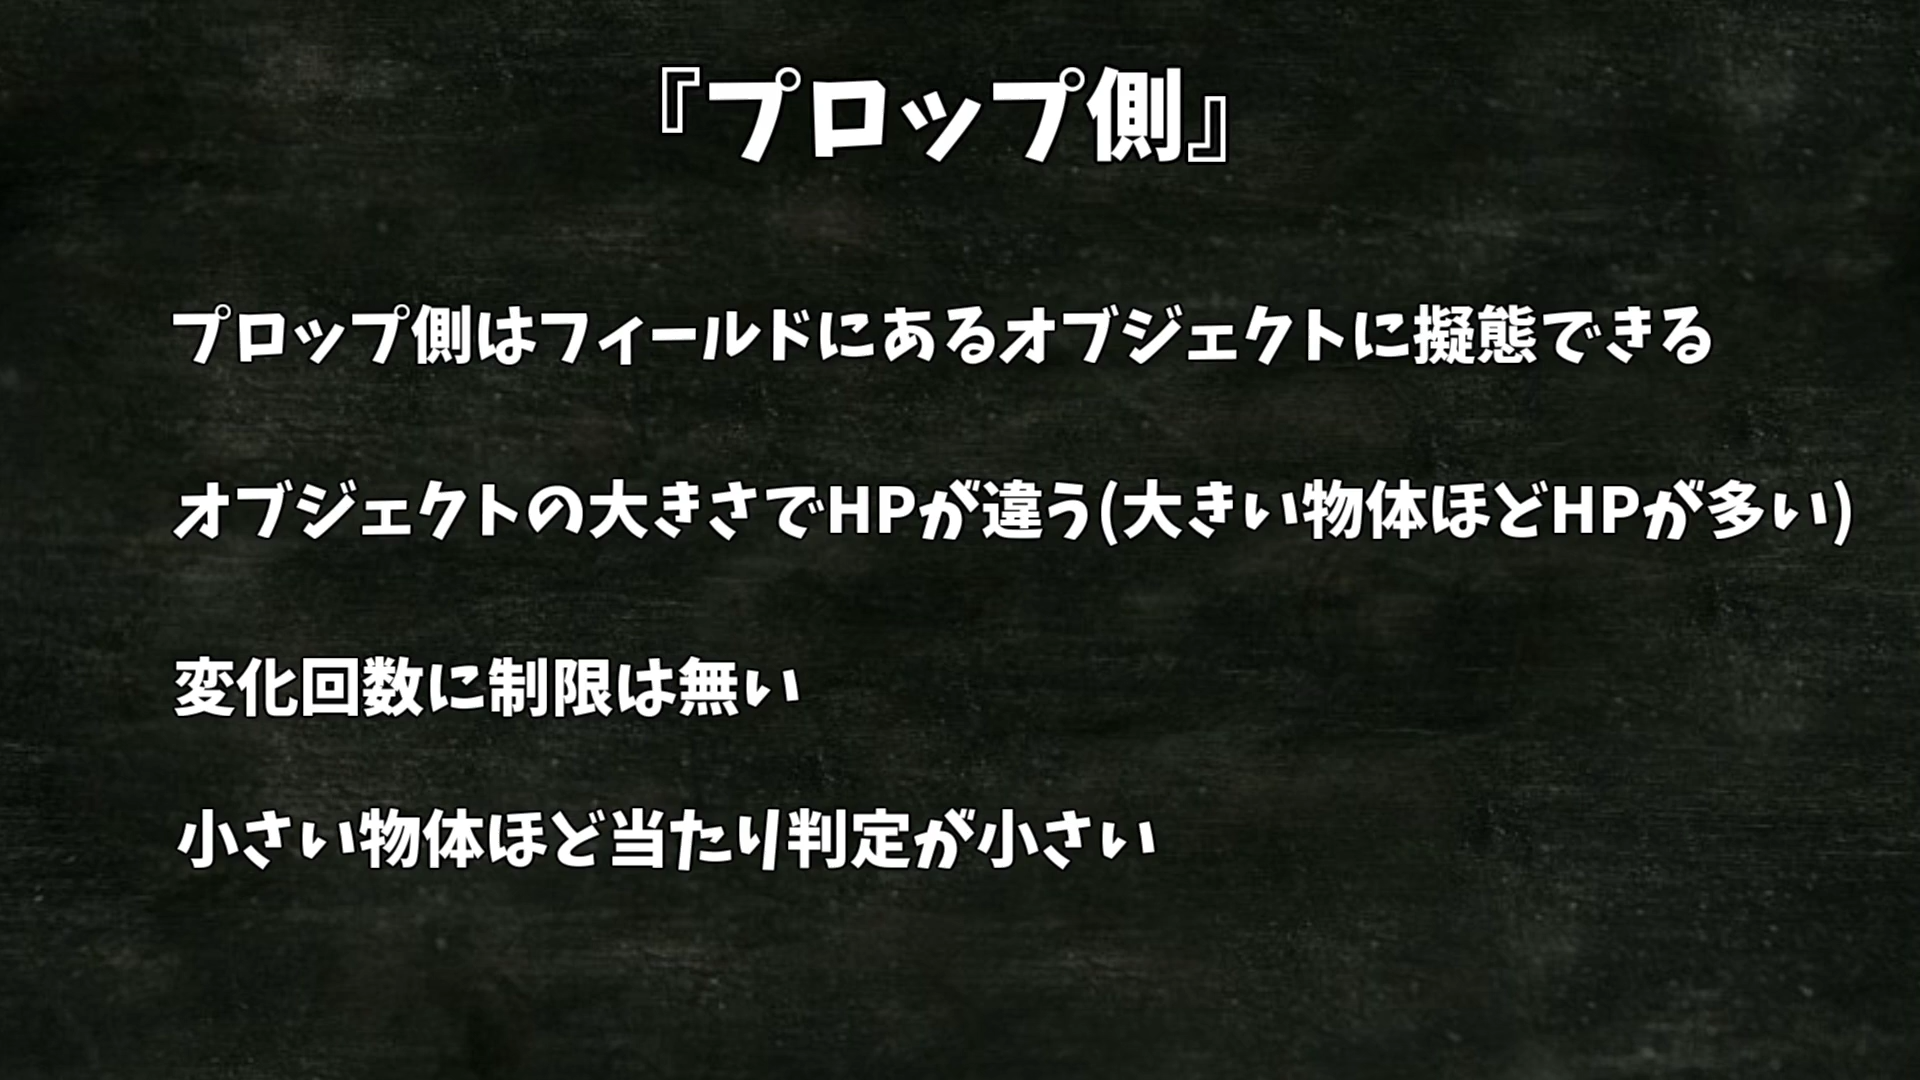 『プロップ側』
プロップ側はフィールドにあるオブジェクトに擬態できる
オブジェクトの大きさでHPが違う(大きい物体ほどHPが多い)
変化回数に制限は無い
小さい物体ほど当たり判定が小さい